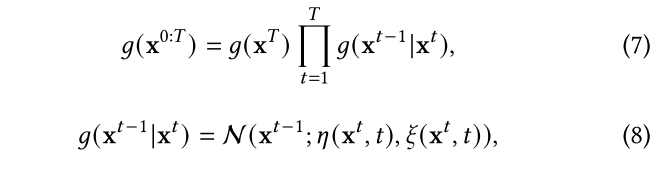 g(𝐱^{0:T}) = g(𝐱^T) ∏_{t=1}^{T} g(𝐱^{t−1}|𝐱^t), (7)
g(𝐱^{t−1}|𝐱^t) = 𝒩(𝐱^{t−1}; η(𝐱^t, t), ξ(𝐱^t, t)), (8)